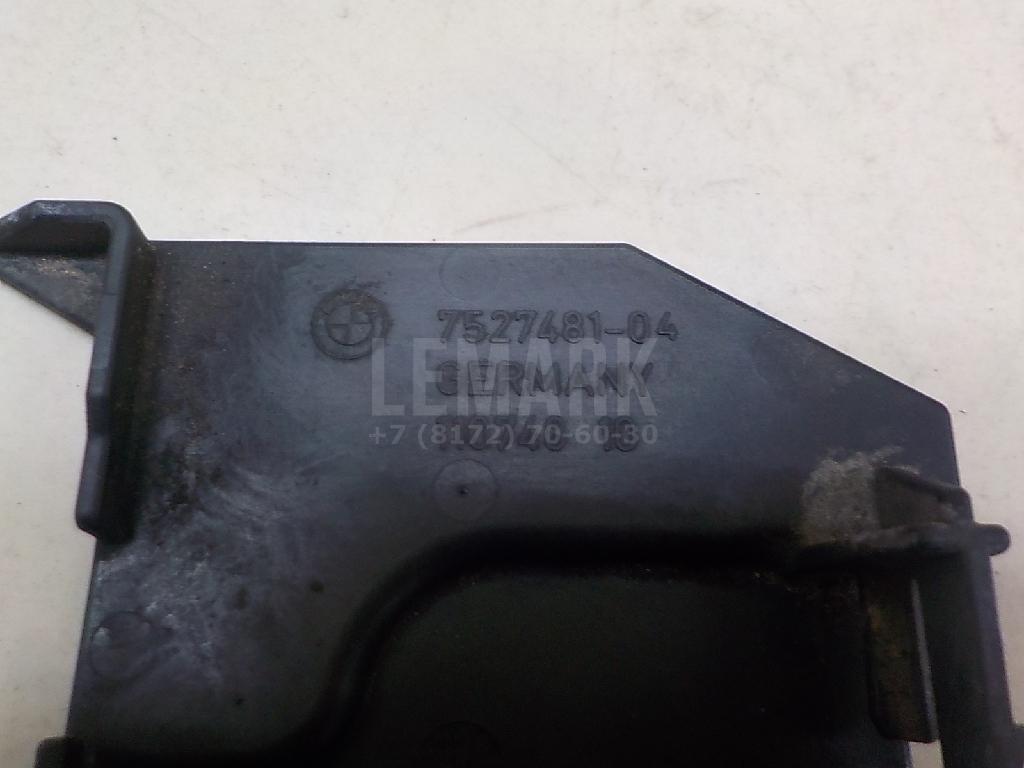 7527481-04
GERMANY
LEMARK
+7 (8172) 70-60-30